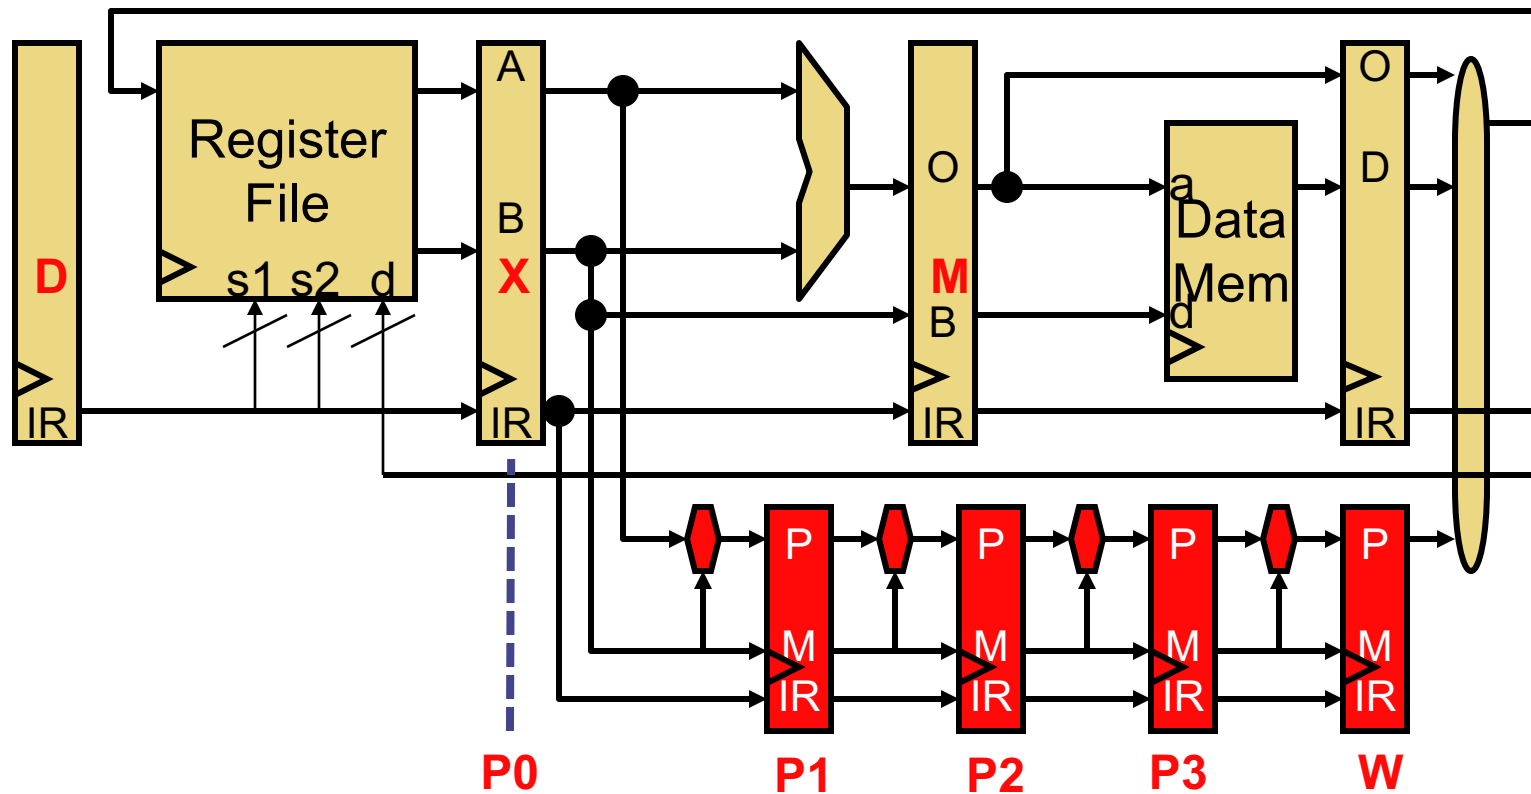 D
IR
Register
File
s1 s2 d
A
B
X
IR
O
M
B
IR
a
Data
Mem
d
O
D
IR
P
M
IR
P
M
IR
P
M
IR
P
M
IR
P0
P1
P2
P3
W